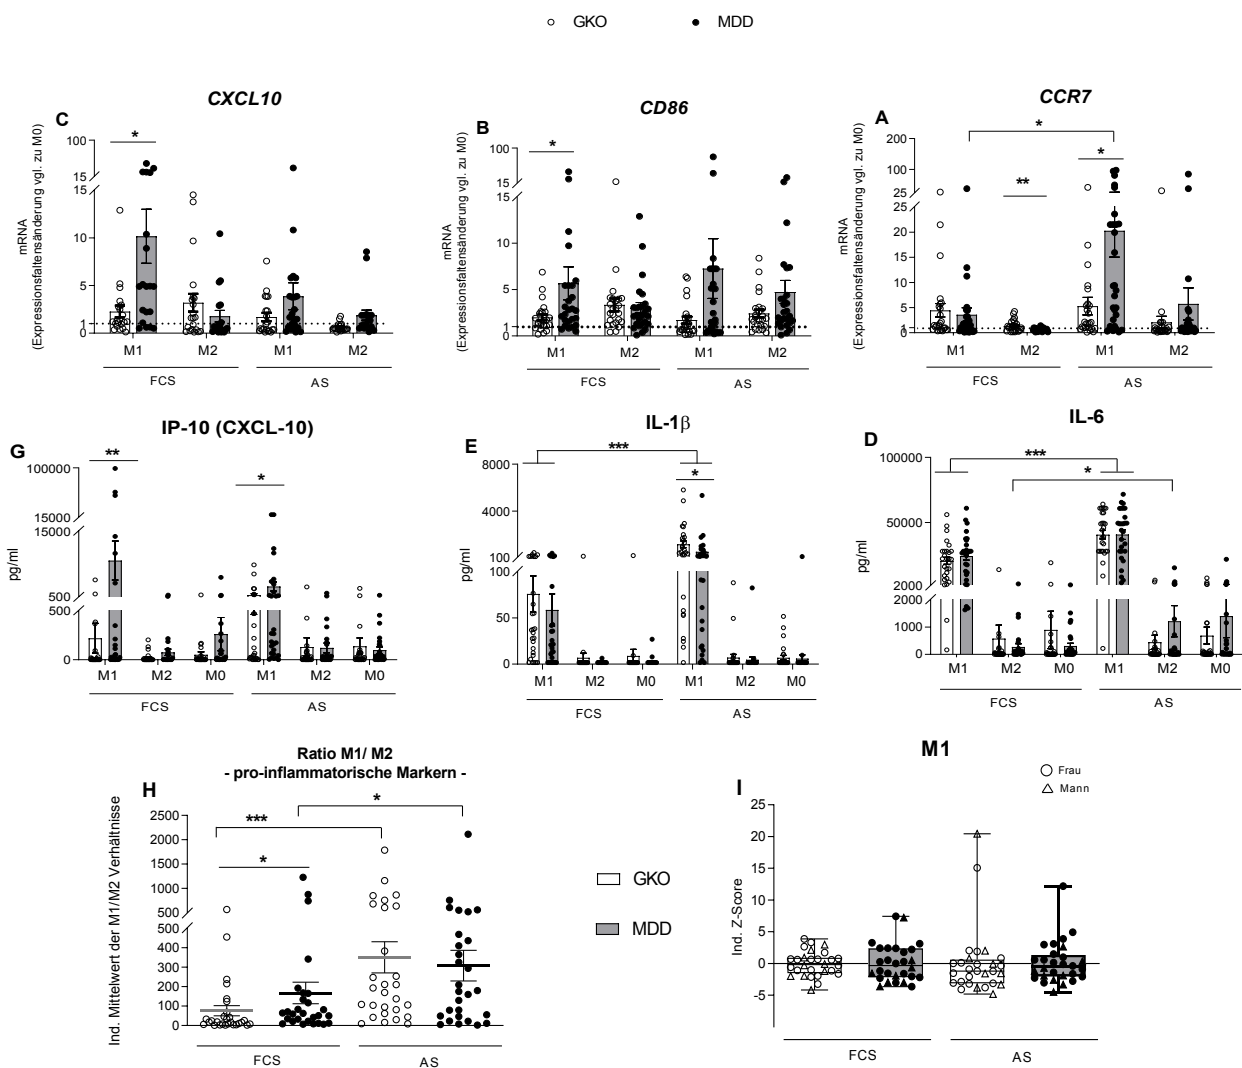 GKO MDD
CXCL10
C
mRNA
(Expressionsfaltensänderung vgl. zu M0)
100
15
15
10
5
0
*
M1 M2 M1 M2
FCS AS
CD86
B
mRNA
(Expressionsfaltensänderung vgl. zu M0)
100
15
15
10
5
0
*
M1 M2 M1 M2
FCS AS
CCR7
A
mRNA
(Expressionsfaltensänderung vgl. zu M0)
200
100
25
25
20
15
10
5
1
0
*
*
**
M1 M2 M1 M2
FCS AS
IP-10 (CXCL-10)
G
pg/ml
100000
15000
15000
500
500
0
**
*
M1 M2 M0 M1 M2 M0
FCS AS
IL-1β
E
pg/ml
8000
4000
100
100
50
0
***
*
M1 M2 M0 M1 M2 M0
FCS AS
IL-6
D
pg/ml
100000
50000
2000
2000
1000
0
***
*
M1 M2 M0 M1 M2 M0
FCS AS
Ratio M1/ M2
- pro-inflammatorische Markern -
H
Ind. Mittelwert der M1/M2 Verhältnisse
2500
2000
1500
1000
500
500
400
300
200
100
0
*
***
*
FCS AS
GKO
MDD
M1
I
Frau
Mann
Ind. Z-Score
25
20
15
10
5
0
-5
FCS AS